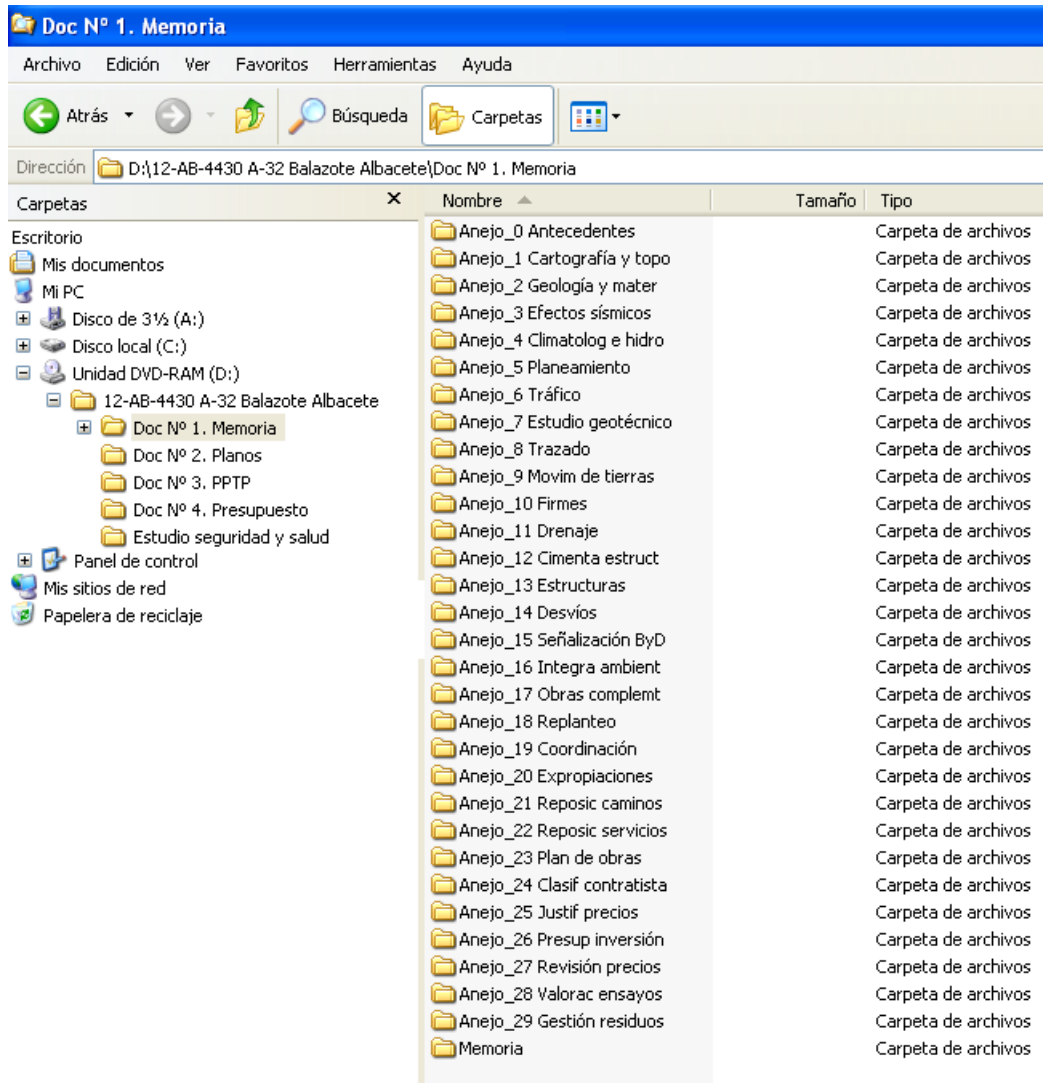 Doc Nº 1. Memoria
Archivo Edición Ver Favoritos Herramientas Ayuda
Atrás Búsqueda Carpetas
Dirección D:\12-AB-4430 A-32 Balazote Albacete\Doc Nº 1. Memoria
Carpetas
Escritorio
Mis documentos
Mi PC
Disco de 3½ (A:)
Disco local (C:)
Unidad DVD-RAM (D:)
12-AB-4430 A-32 Balazote Albacete
Doc Nº 1. Memoria
Doc Nº 2. Planos
Doc Nº 3. PPTP
Doc Nº 4. Presupuesto
Estudio seguridad y salud
Panel de control
Mis sitios de red
Papelera de reciclaje
Nombre Tamaño Tipo
Anejo_0 Antecedentes Carpeta de archivos
Anejo_1 Cartografía y topo Carpeta de archivos
Anejo_2 Geología y mater Carpeta de archivos
Anejo_3 Efectos sísmicos Carpeta de archivos
Anejo_4 Climatolog e hidro Carpeta de archivos
Anejo_5 Planeamiento Carpeta de archivos
Anejo_6 Tráfico Carpeta de archivos
Anejo_7 Estudio geotécnico Carpeta de archivos
Anejo_8 Trazado Carpeta de archivos
Anejo_9 Movim de tierras Carpeta de archivos
Anejo_10 Firmes Carpeta de archivos
Anejo_11 Drenaje Carpeta de archivos
Anejo_12 Cimenta estruct Carpeta de archivos
Anejo_13 Estructuras Carpeta de archivos
Anejo_14 Desvíos Carpeta de archivos
Anejo_15 Señalización ByD Carpeta de archivos
Anejo_16 Integra ambient Carpeta de archivos
Anejo_17 Obras complemt Carpeta de archivos
Anejo_18 Replanteo Carpeta de archivos
Anejo_19 Coordinación Carpeta de archivos
Anejo_20 Expropiaciones Carpeta de archivos
Anejo_21 Reposic caminos Carpeta de archivos
Anejo_22 Reposic servicios Carpeta de archivos
Anejo_23 Plan de obras Carpeta de archivos
Anejo_24 Clasif contratista Carpeta de archivos
Anejo_25 Justif precios Carpeta de archivos
Anejo_26 Presup inversión Carpeta de archivos
Anejo_27 Revisión precios Carpeta de archivos
Anejo_28 Valorac ensayos Carpeta de archivos
Anejo_29 Gestión residuos Carpeta de archivos
Memoria Carpeta de archivos